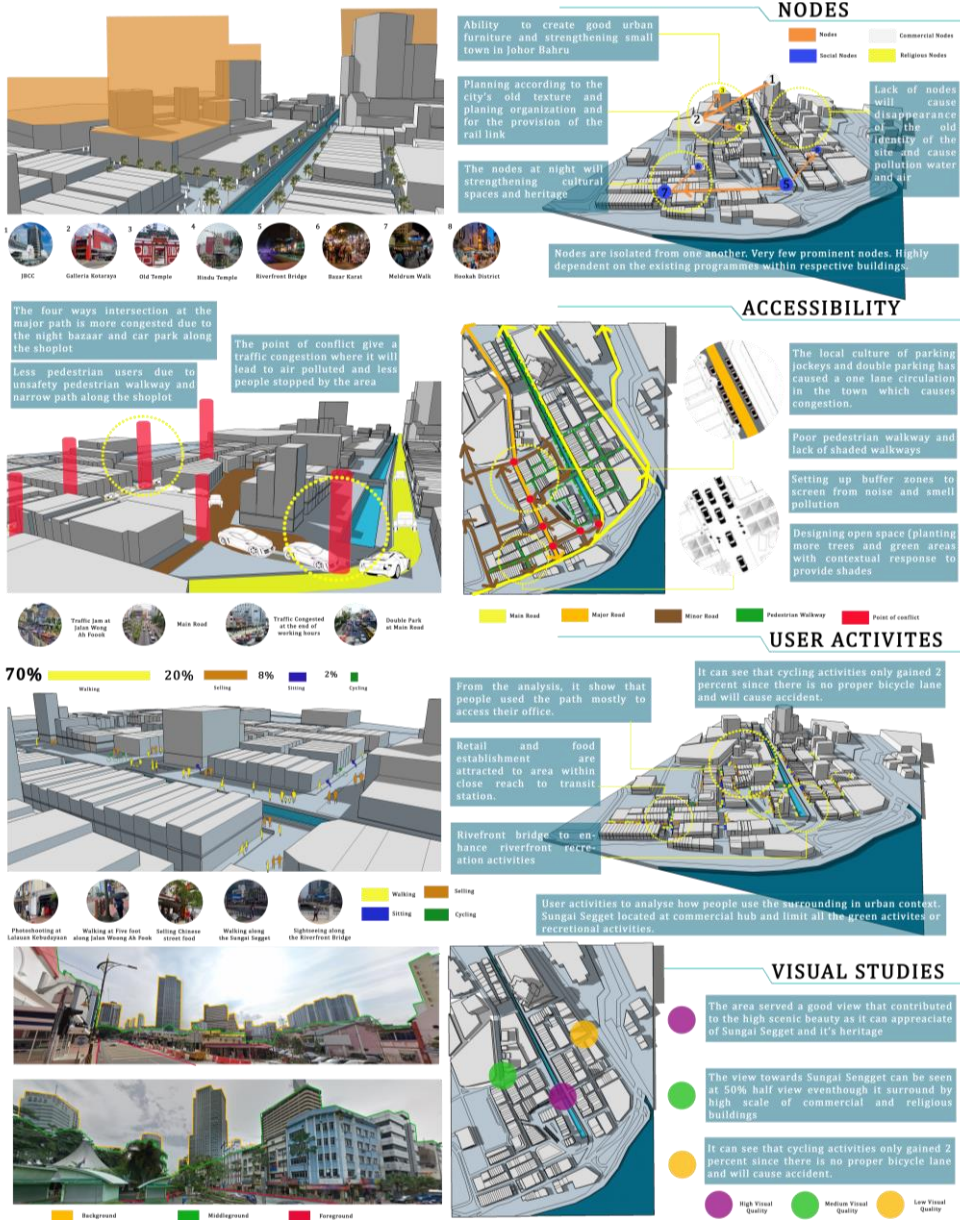 NODES
Nodes
Commercial Nodes
Social Nodes
Religious Nodes
Ability to create good urban
furniture and strengthening small
town in Johor Bahru
Planning according to the
city's old texture and
planing organization and
for the provision of the
rail link
The nodes at night will
strengthening cultural
spaces and heritage
Lack of nodes
will cause
disappearance
of the old
identity of the
site and cause
pollution water
and air
1
2
5
7
Nodes are isolated from one another. Very few prominent nodes. Highly
dependent on the existing programmes within respective buildings.
1
2
3
4
5
6
7
8
JBCC
Galleria Kotaraya
Old Temple
Hindu Temple
Riverfront Bridge
Bazar Karat
Meldrum Walk
Hookah District
ACCESSIBILITY
The four ways intersection at the
major path is more congested due to
the night bazaar and car park along
the shoplot
Less pedestrian users due to
unsafety pedestrian walkway and
narrow path along the shoplot
The point of conflict give a
traffic congestion where it will
lead to air polluted and less
people stopped by the area
The local culture of parking
jockeys and double parking has
caused a one lane circulation
in the town which causes
congestion.
Poor pedestrian walkway and
lack of shaded walkways
Setting up buffer zones to
screen from noise and smell
pollution
Designing open space (planting
more trees and green areas
with contextual response to
provide shades
Traffic Jam at
Jalan Wong
Ah Foook
Main Road
Traffic Congested
at the end of
working hours
Double Park
at Main Road
Main Road
Major Road
Minor Road
Pedestrian Walkway
Point of conflict
USER ACTIVITES
70%
Walking
20%
Selling
8%
Sitting
2%
Cycling
From the analysis, it show that
people used the path mostly to
access their office.
Retail and food
establishment are
attracted to area within
close reach to transit
station.
Rivefront bridge to en-
hance riverfront recre-
ation activities
It can see that cycling activities only gained 2
percent since there is no proper bicycle lane
and will cause accident.
User activities to analyse how people use the surrounding in urban context.
Sungai Segget located at commercial hub and limit all the green activites or
recretional activities.
Photoshooting at
Lalauan Kebudayaan
Walking at Five foot
along Jalan Woong Ah Fook
Selling Chinese
street food
Walking along
the Sungai Segget
Sightseeing along
the Riverfront Bridge
Walking
Selling
Sitting
Cycling
VISUAL STUDIES
The area served a good view that contributed
to the high scenic beauty as it can appreaciate
of Sungai Segget and it's heritage
The view towards Sungai Sengget can be seen
at 50% half view eventhough it surround by
high scale of commercial and religious
buildings
It can see that cycling activities only gained 2
percent since there is no proper bicycle lane
and will cause accident.
High Visual
Quality
Medium Visual
Quality
Low Visual
Quality
Background
Middleground
Foreground